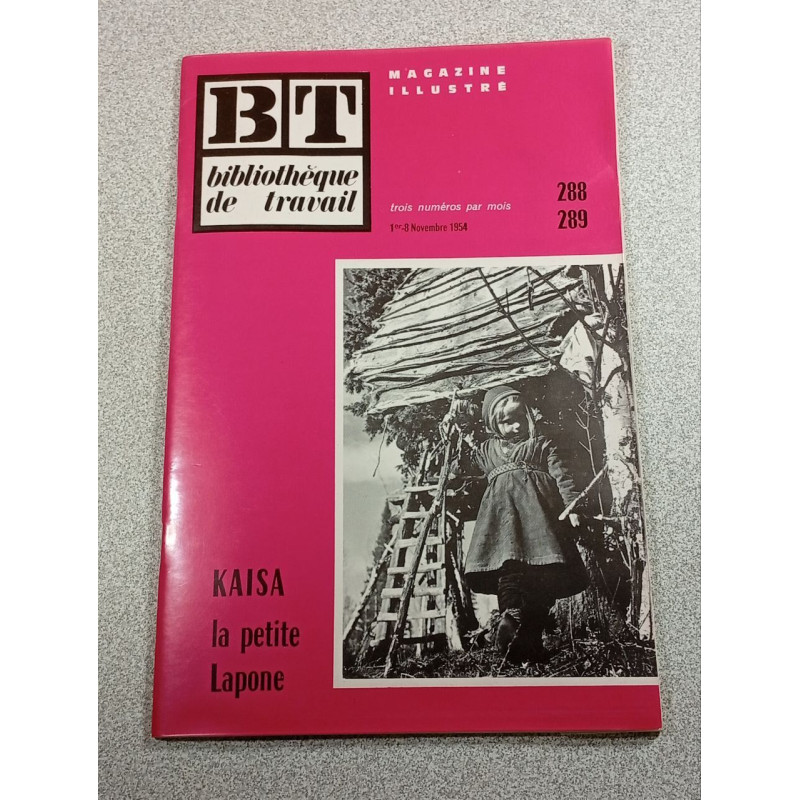 BT
bibliothèque
de travail
MAGAZINE
ILLUSTRÉ
trois numéros par mois
1er-8 Novembre 1954
288
289
KAISA
la petite
Lapone